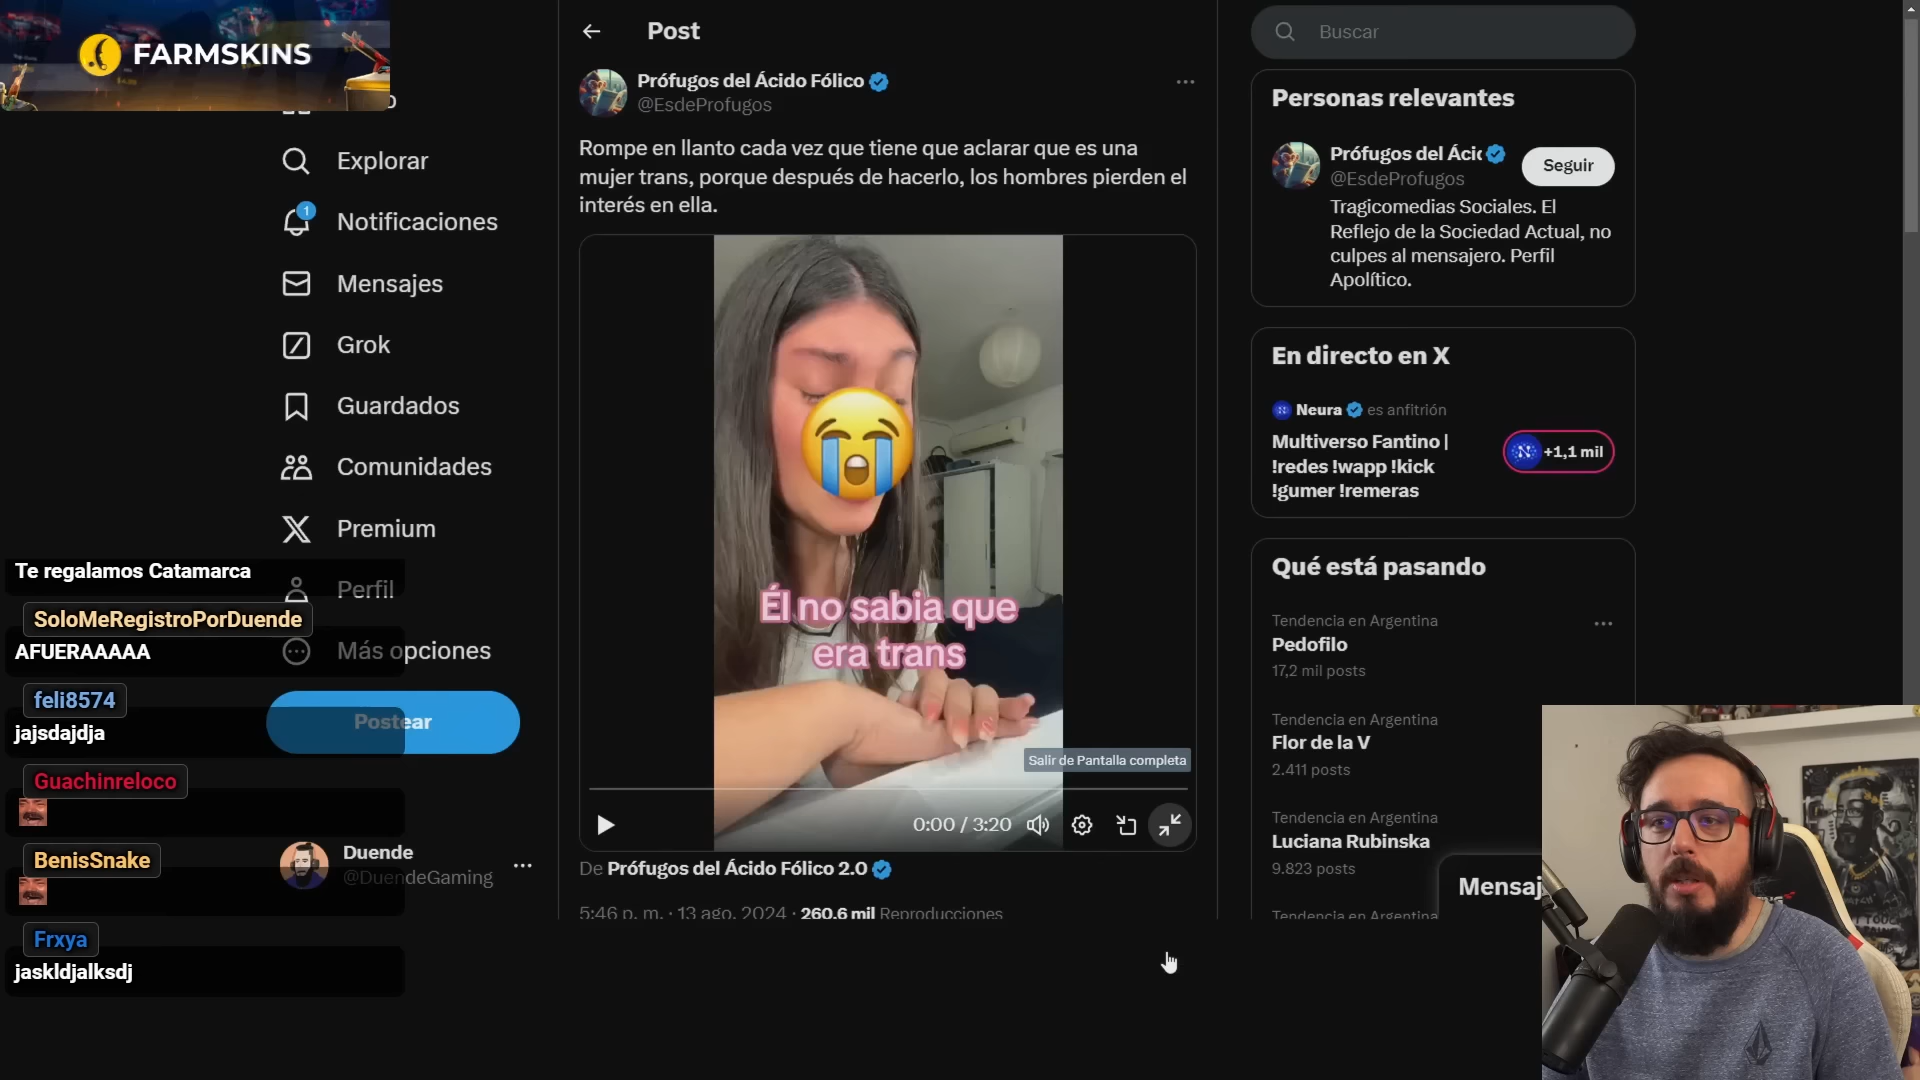 FARMSKINS
Explorar
1
Notificaciones
Mensajes
Grok
Guardados
Comunidades
Premium
Perfil
Más opciones
Postear
Duende
@DuendeGaming
Te regalamos Catamarca
SoloMeRegistroPorDuende
AFUERAAAAA
feli8574
jajsdajdja
Guachinreloco
BenisSnake
Frxya
jaskldjalksdj
Post
Prófugos del Ácido Fólico
@EsdeProfugos
Rompe en llanto cada vez que tiene que aclarar que es una
mujer trans, porque después de hacerlo, los hombres pierden el
interés en ella.
Él no sabia que
era trans
Salir de Pantalla completa
0:00 / 3:20
De Prófugos del Ácido Fólico 2.0
5:46 p. m. · 13 ago. 2024 · 260,6 mil Reproducciones
Buscar
Personas relevantes
Prófugos del Ácic
@EsdeProfugos
Seguir
Tragicomedias Sociales. El
Reflejo de la Sociedad Actual, no
culpes al mensajero. Perfil
Apolítico.
En directo en X
Neura es anfitrión
Multiverso Fantino |
!redes !wapp !kick
!gumer !remeras
+1,1 mil
Qué está pasando
Tendencia en Argentina
Pedofilo
17,2 mil posts
Tendencia en Argentina
Flor de la V
2.411 posts
Tendencia en Argentina
Luciana Rubinska
9.823 posts
Tendencia en Argentina
Mensaj